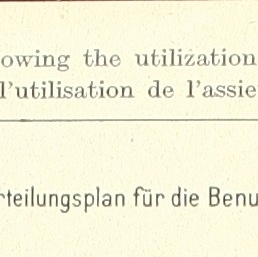 owing the utilization
l'utilisation de l'assie
rteilungsplan für die Benu